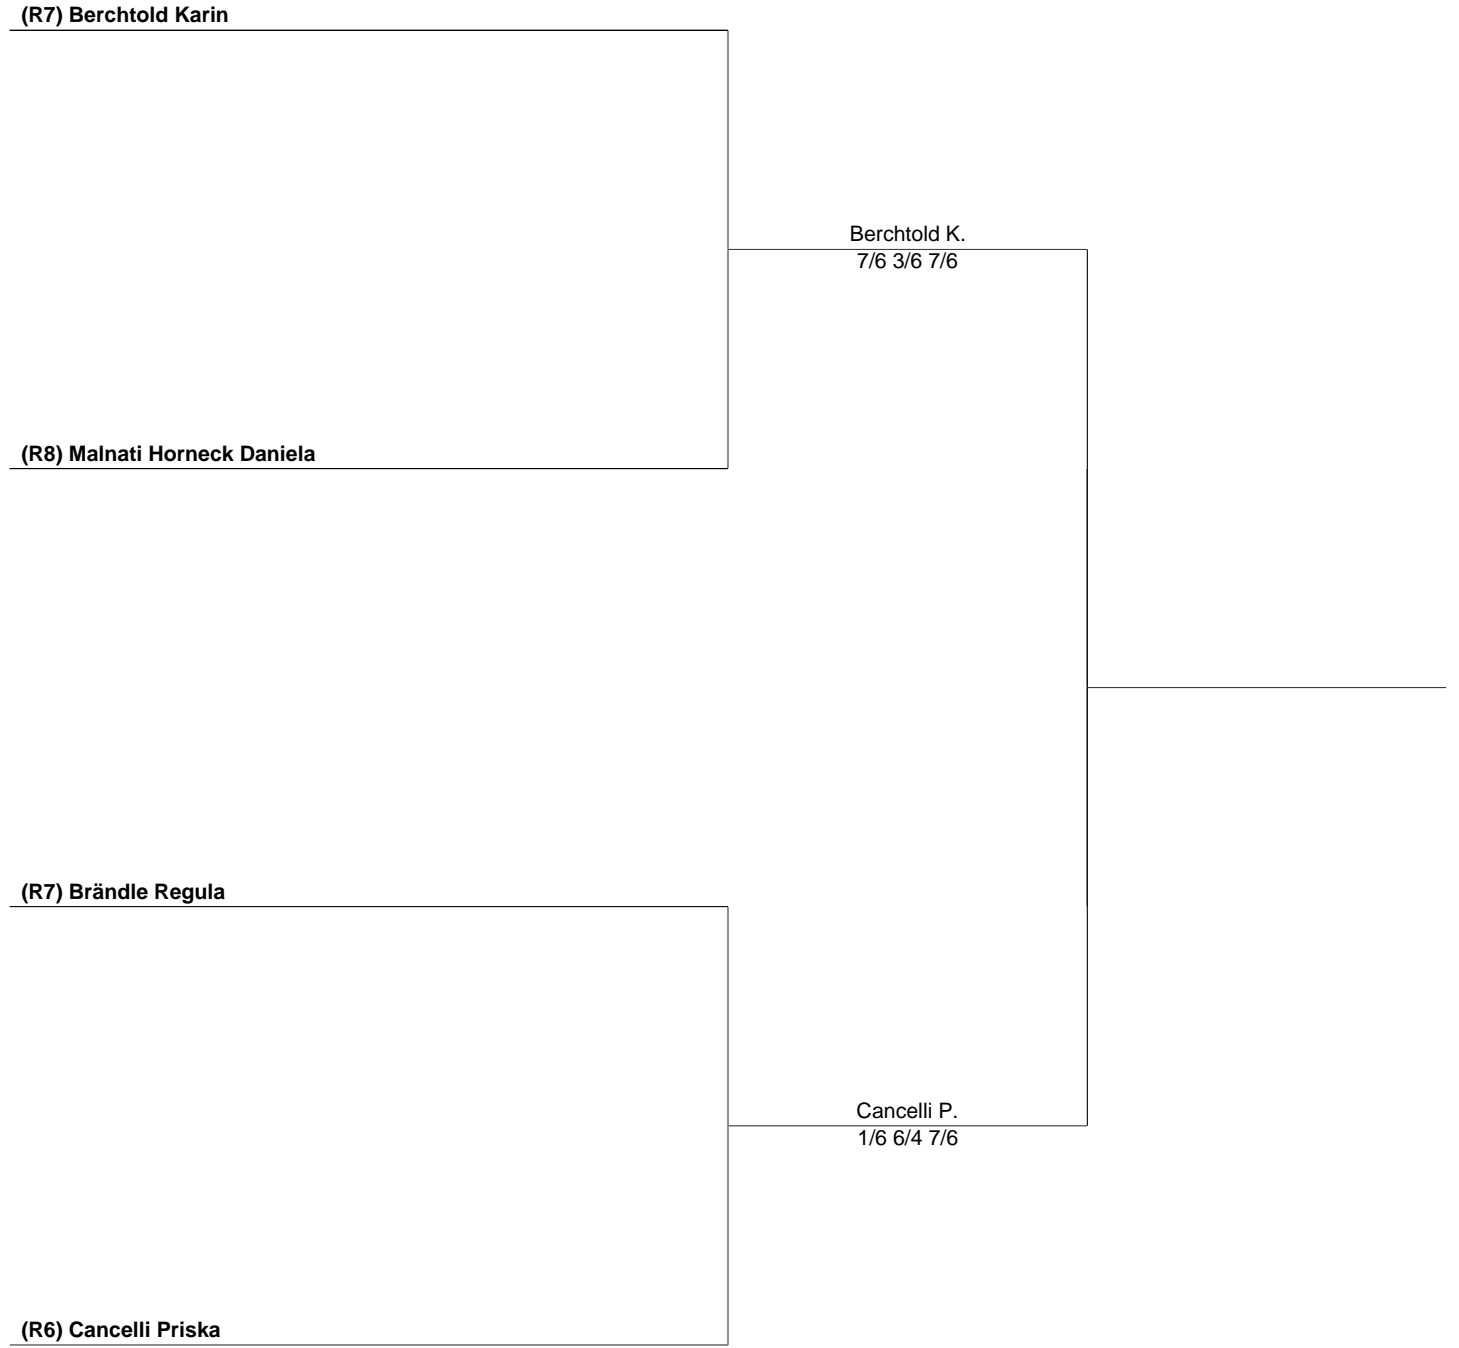 (R7) Berchtold Karin
Berchtold K.
7/6 3/6 7/6
(R8) Malnati Horneck Daniela
(R7) Brändle Regula
Cancelli P.
1/6 6/4 7/6
(R6) Cancelli Priska